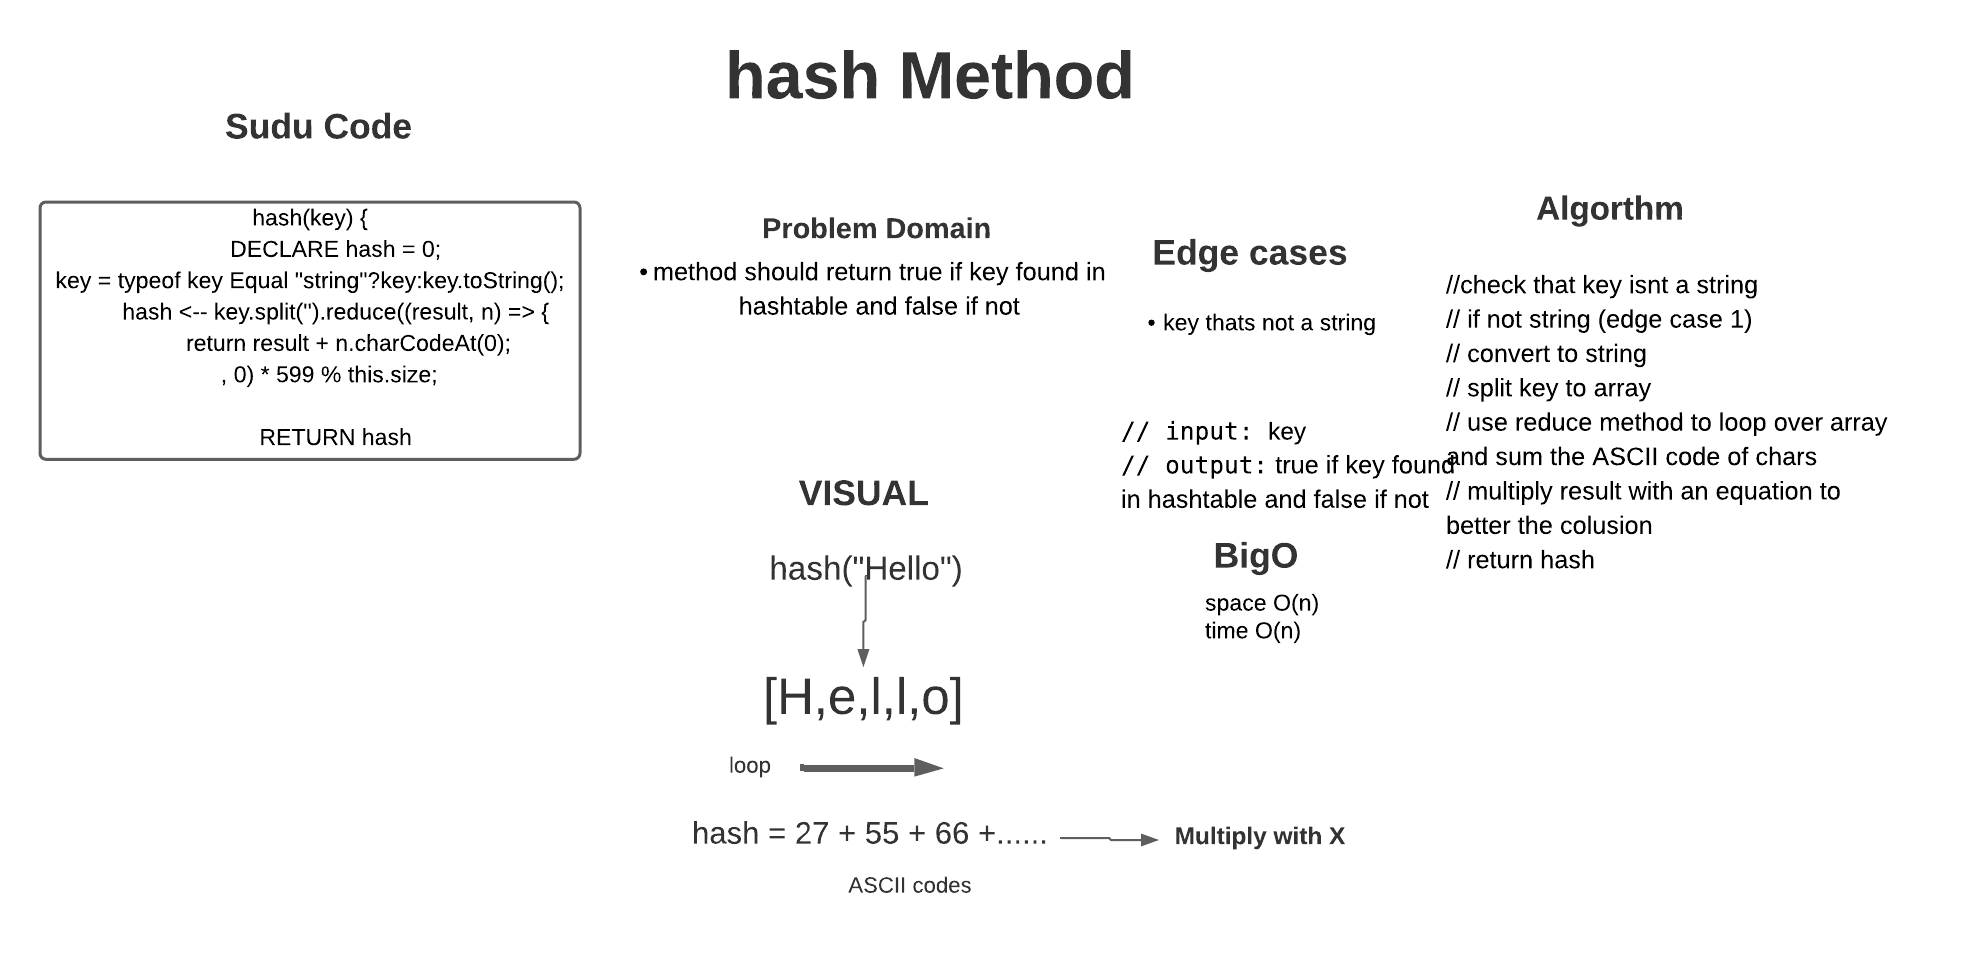 hash Method
Sudu Code
hash(key) {
DECLARE hash = 0;
key = typeof key Equal "string"?key:key.toString();
hash <-- key.split('').reduce((result, n) => {
return result + n.charCodeAt(0);
, 0) * 599 % this.size;
RETURN hash
Problem Domain
• method should return true if key found in
hashtable and false if not
Edge cases
• key thats not a string
// input: key
// output: true if key found
in hashtable and false if not
BigO
space O(n)
time O(n)
Algorthm
//check that key isnt a string
// if not string (edge case 1)
// convert to string
// split key to array
// use reduce method to loop over array
and sum the ASCII code of chars
// multiply result with an equation to
better the colusion
// return hash
VISUAL
hash("Hello")
[H,e,l,l,o]
loop
hash = 27 + 55 + 66 +......
Multiply with X
ASCII codes